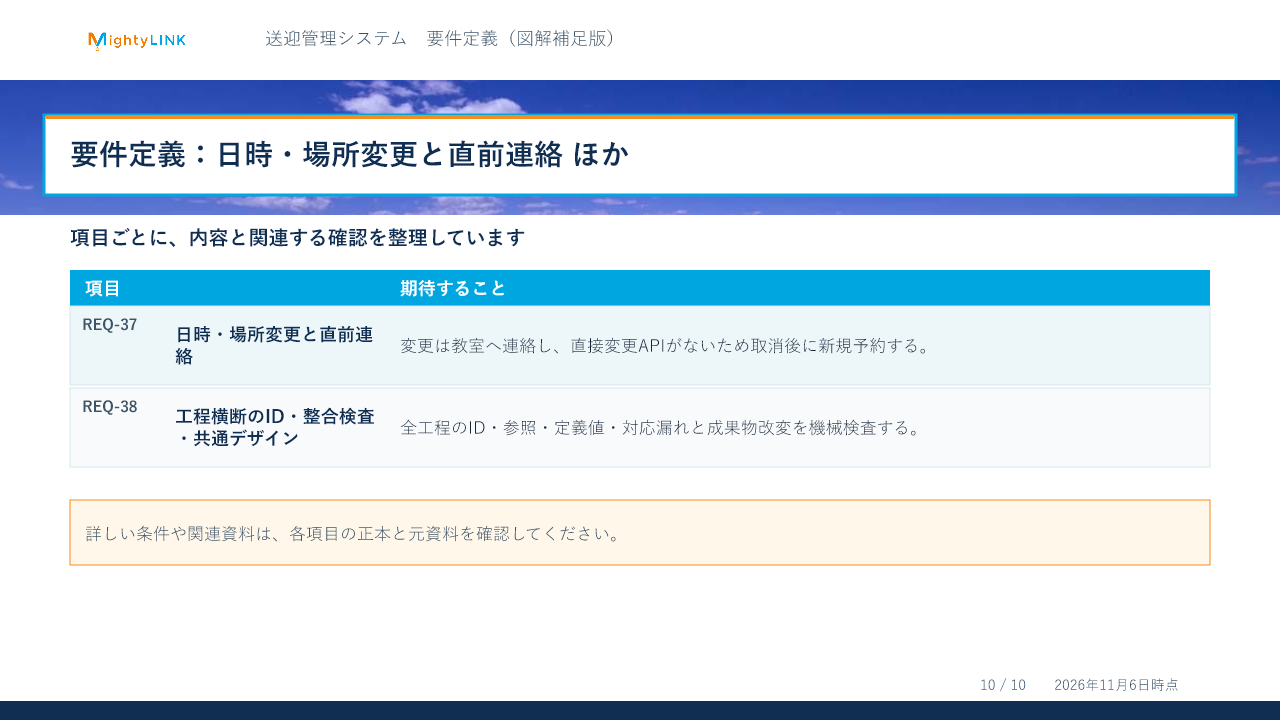 MightyLINK
送迎管理システム　要件定義（図解補足版）
要件定義：日時・場所変更と直前連絡 ほか
項目ごとに、内容と関連する確認を整理しています
項目 期待すること
REQ-37
日時・場所変更と直前連
絡
変更は教室へ連絡し、直接変更APIがないため取消後に新規予約する。
REQ-38
工程横断のID・整合検査
・共通デザイン
全工程のID・参照・定義値・対応漏れと成果物改変を機械検査する。
詳しい条件や関連資料は、各項目の正本と元資料を確認してください。
10 / 10 2026年11月6日時点